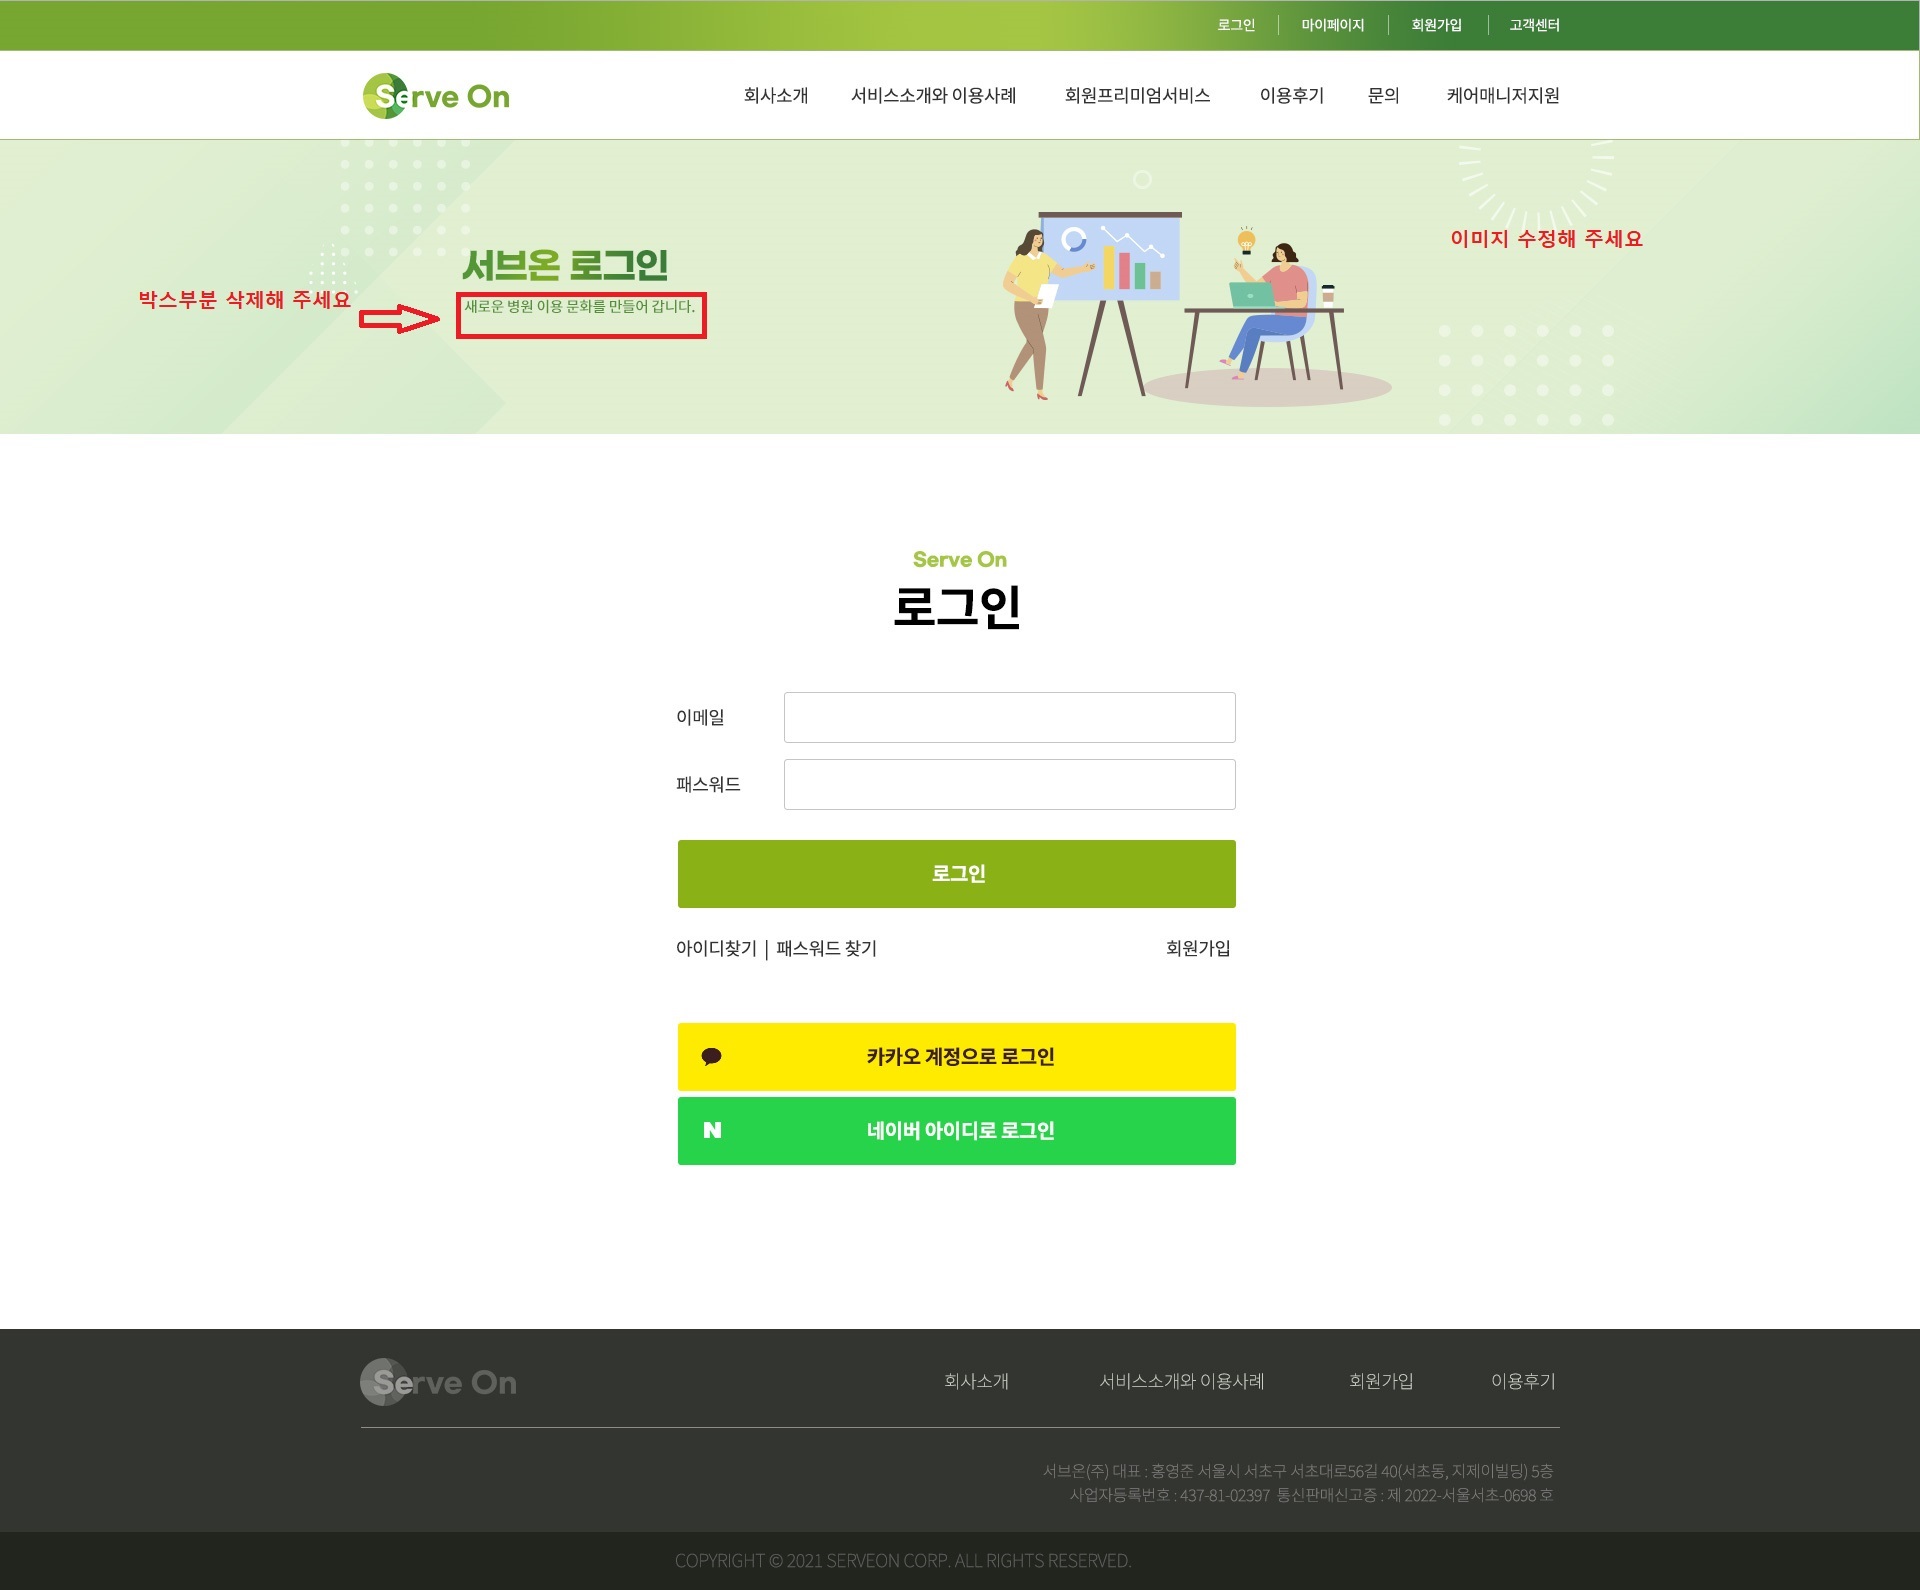 로그인 마이페이지 회원가입 고객센터
Serve On
회사소개 서비스소개와 이용사례 회원프리미엄서비스 이용후기 문의 케어매니저지원
이미지 수정해 주세요
서브온 로그인
박스부분 삭제해 주세요
새로운 병원 이용 문화를 만들어 갑니다.
Serve On
로그인
이메일
패스워드
로그인
아이디찾기 | 패스워드 찾기 회원가입
카카오 계정으로 로그인
N 네이버 아이디로 로그인
Serve On
회사소개 서비스소개와 이용사례 회원가입 이용후기
서브온(주) 대표 : 홍영준 서울시 서초구 서초대로56길 40(서초동, 지제이빌딩) 5층
사업자등록번호 : 437-81-02397 통신판매신고증 : 제 2022-서울서초-0698 호
COPYRIGHT © 2021 SERVEON CORP. ALL RIGHTS RESERVED.